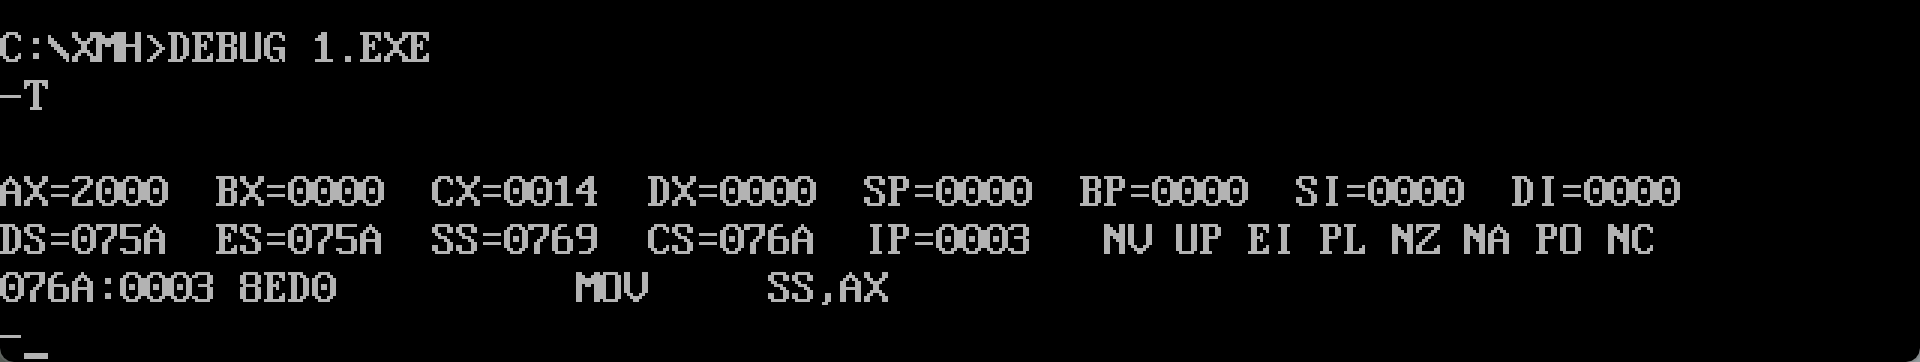 C:\XMH>DEBUG 1.EXE
-T
AX=2000  BX=0000  CX=0014  DX=0000  SP=0000  BP=0000  SI=0000  DI=0000
DS=075A  ES=075A  SS=0769  CS=076A  IP=0003   NV UP EI PL NZ NA PO NC
076A:0003 8ED0          MOV     SS,AX
-_